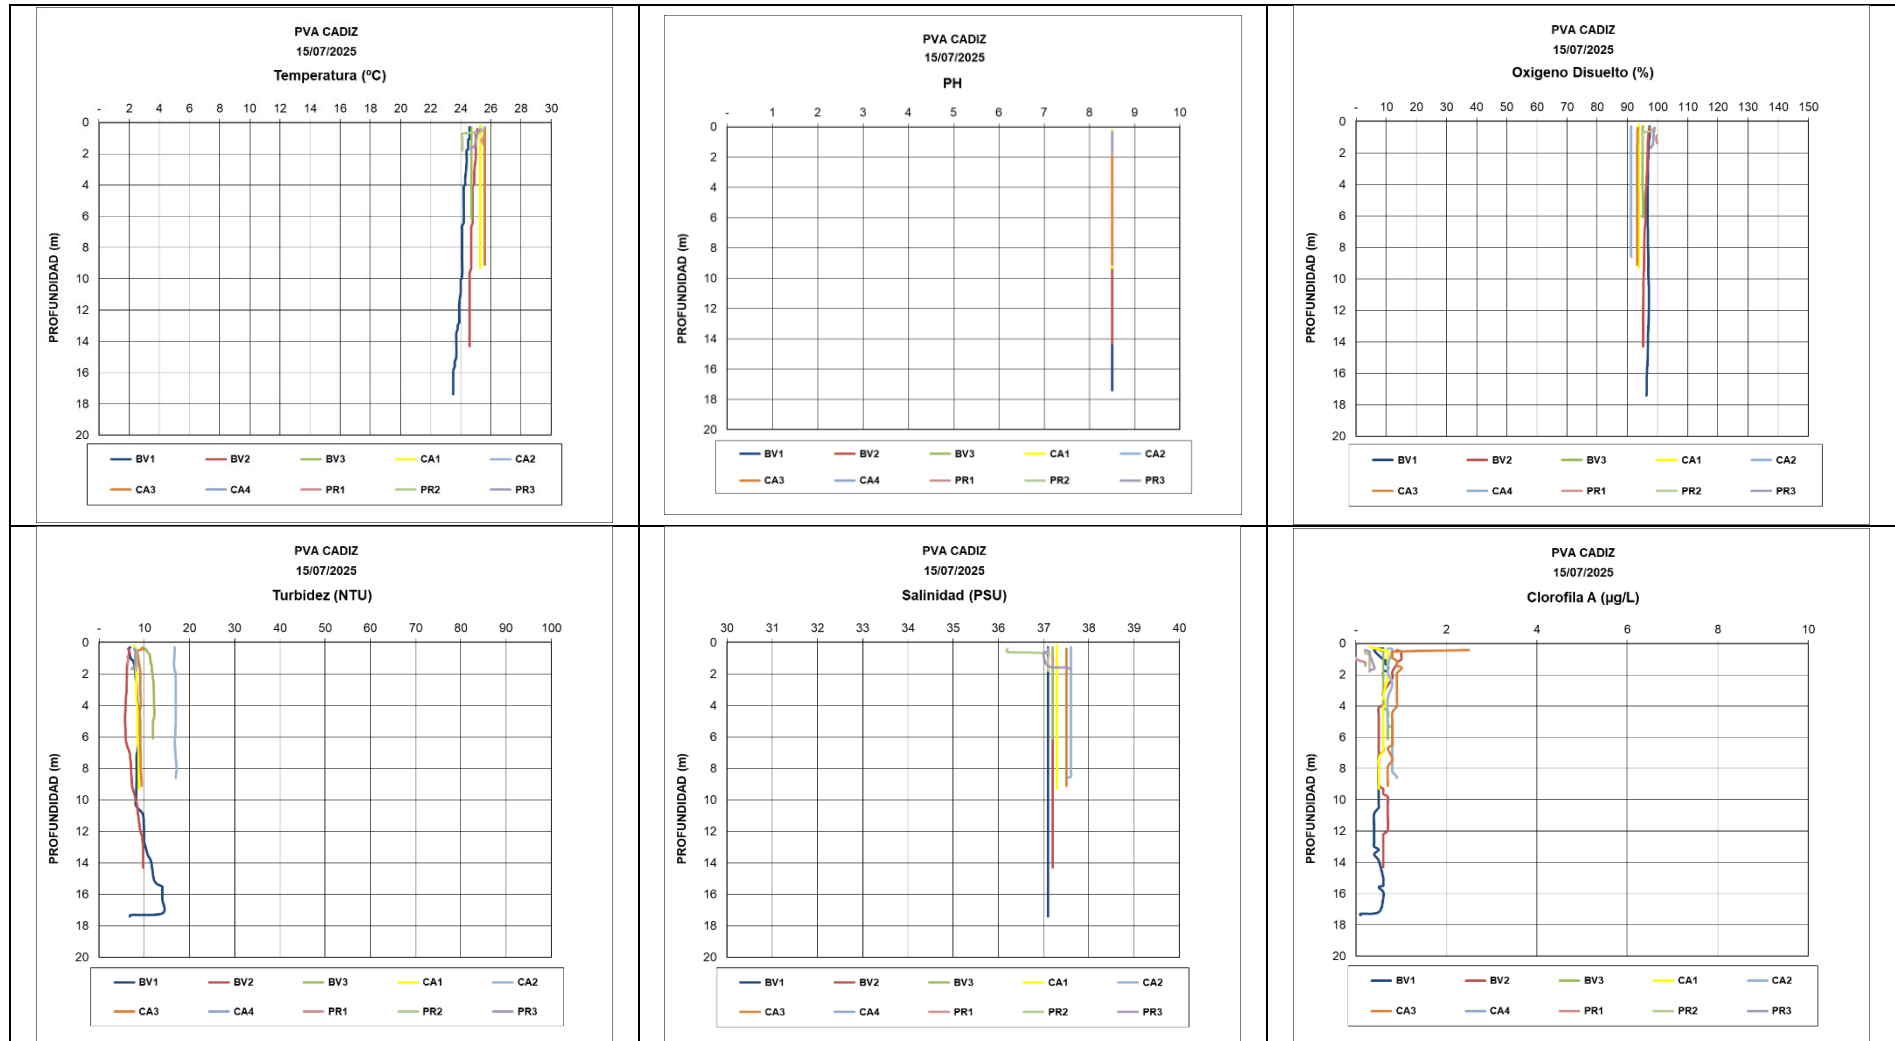 PVA CADIZ
15/07/2025
Temperatura (ºC)
- 2 4 6 8 10 12 14 16 18 20 22 24 26 28 30
0
2
4
6
8
10
12
14
16
18
20
PROFUNDIDAD (m)
BV1 BV2 BV3 CA1 CA2
CA3 CA4 PR1 PR2 PR3
PVA CADIZ
15/07/2025
PH
- 1 2 3 4 5 6 7 8 9 10
0
2
4
6
8
10
12
14
16
18
20
PROFUNDIDAD (m)
BV1 BV2 BV3 CA1 CA2
CA3 CA4 PR1 PR2 PR3
PVA CADIZ
15/07/2025
Oxigeno Disuelto (%)
- 10 20 30 40 50 60 70 80 90 100 110 120 130 140 150
0
2
4
6
8
10
12
14
16
18
20
PROFUNDIDAD (m)
BV1 BV2 BV3 CA1 CA2
CA3 CA4 PR1 PR2 PR3
PVA CADIZ
15/07/2025
Turbidez (NTU)
- 10 20 30 40 50 60 70 80 90 100
0
2
4
6
8
10
12
14
16
18
20
PROFUNDIDAD (m)
BV1 BV2 BV3 CA1 CA2
CA3 CA4 PR1 PR2 PR3
PVA CADIZ
15/07/2025
Salinidad (PSU)
30 31 32 33 34 35 36 37 38 39 40
0
2
4
6
8
10
12
14
16
18
20
PROFUNDIDAD (m)
BV1 BV2 BV3 CA1 CA2
CA3 CA4 PR1 PR2 PR3
PVA CADIZ
15/07/2025
Clorofila A (µg/L)
- 2 4 6 8 10
0
2
4
6
8
10
12
14
16
18
20
PROFUNDIDAD (m)
BV1 BV2 BV3 CA1 CA2
CA3 CA4 PR1 PR2 PR3